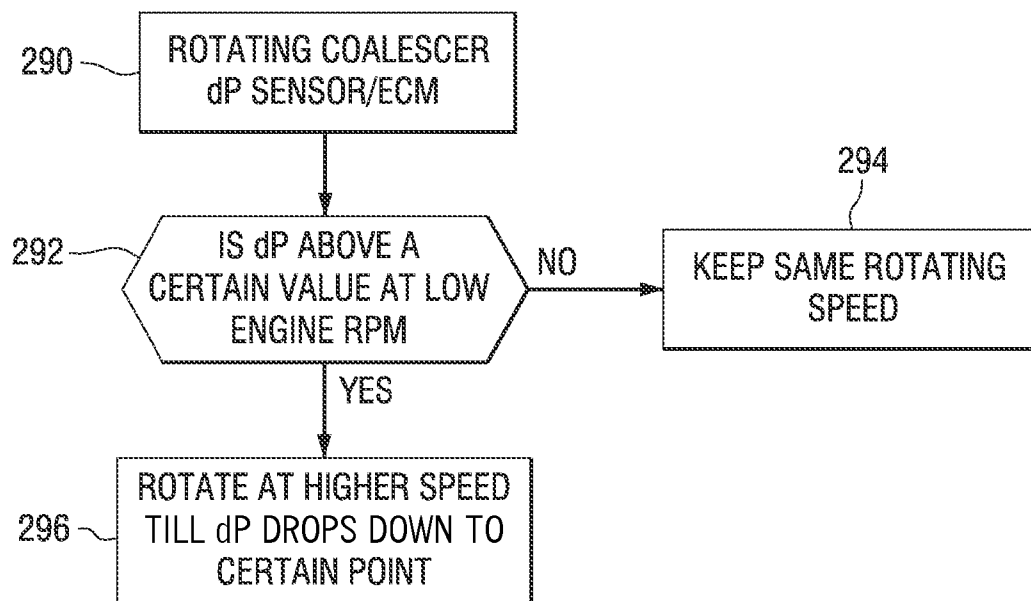 290
ROTATING COALESCER
dP SENSOR/ECM
292
IS dP ABOVE A
CERTAIN VALUE AT LOW
ENGINE RPM
NO
294
KEEP SAME ROTATING
SPEED
YES
296
ROTATE AT HIGHER SPEED
TILL dP DROPS DOWN TO
CERTAIN POINT